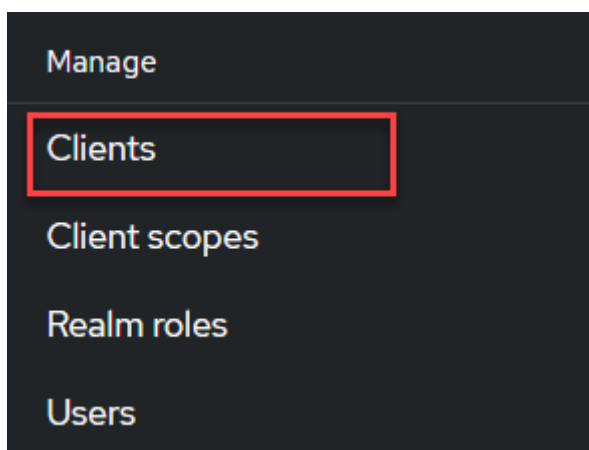 Manage
Clients
Client scopes
Realm roles
Users